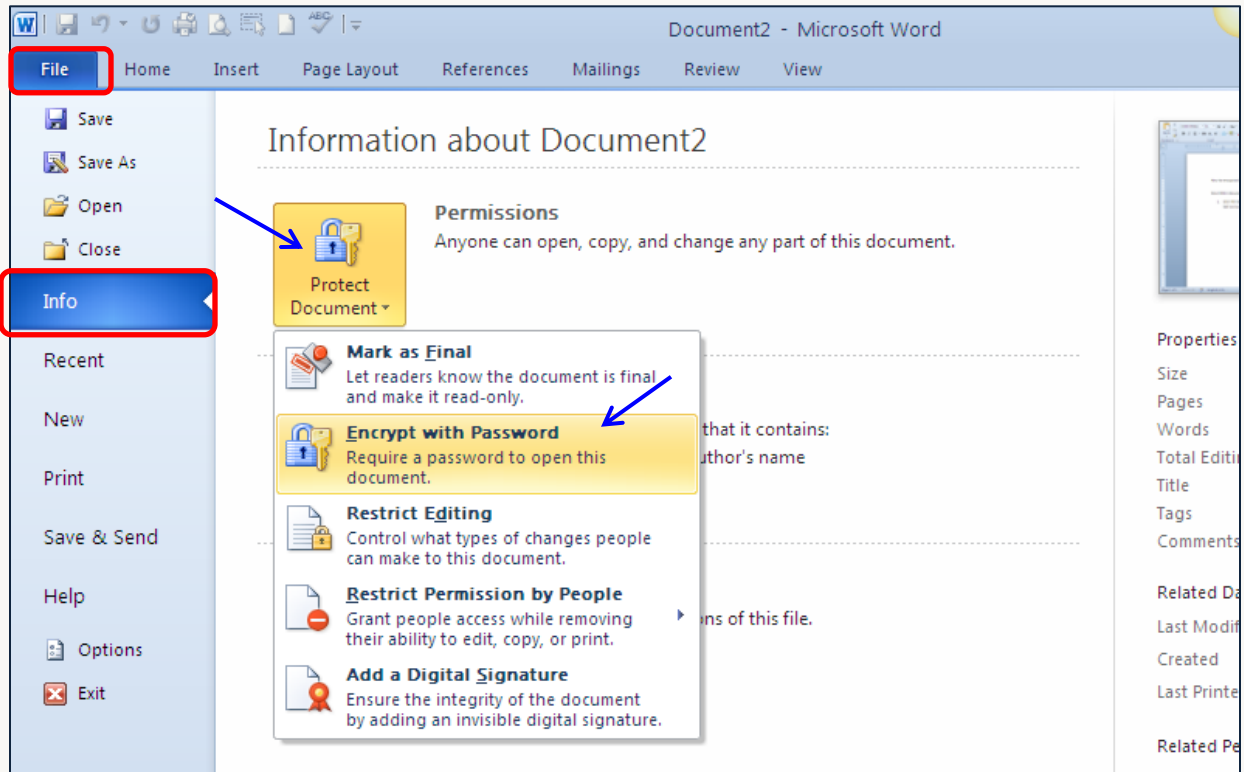 W
ABC
Document2 - Microsoft Word
File Home Insert Page Layout References Mailings Review View
Save
Save As
Open
Close
Info
Recent
New
Print
Save & Send
Help
Options
Exit
Information about Document2
Protect
Document
Permissions
Anyone can open, copy, and change any part of this document.
Mark as Final
Let readers know the document is final
and make it read-only.
Encrypt with Password
Require a password to open this
document.
Restrict Editing
Control what types of changes people
can make to this document.
Restrict Permission by People
Grant people access while removing
their ability to edit, copy, or print.
Add a Digital Signature
Ensure the integrity of the document
by adding an invisible digital signature.
that it contains:
uthor's name
ons of this file.
Properties
Size
Pages
Words
Total Editi
Title
Tags
Comments
Related Da
Last Modif
Created
Last Printe
Related Pe